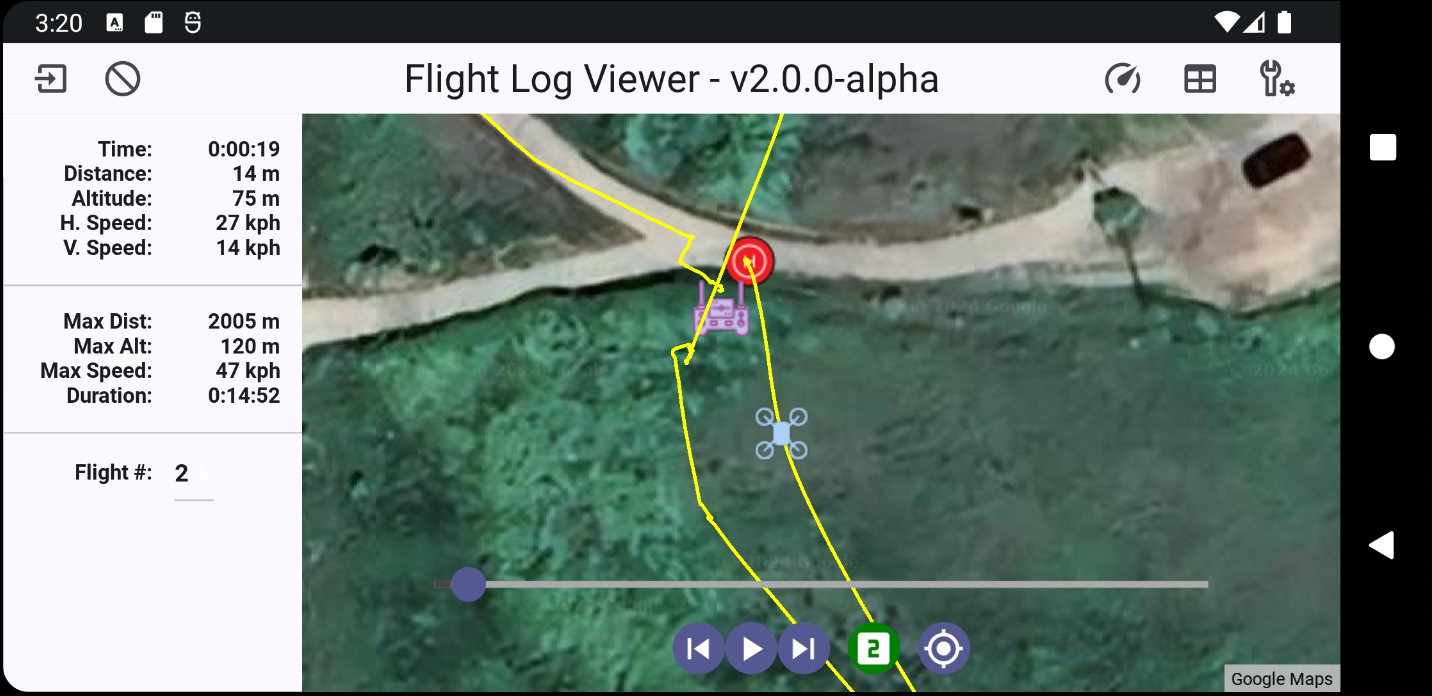 3:20
Flight Log Viewer - v2.0.0-alpha
Time: 0:00:19
Distance: 14 m
Altitude: 75 m
H. Speed: 27 kph
V. Speed: 14 kph
Max Dist: 2005 m
Max Alt: 120 m
Max Speed: 47 kph
Duration: 0:14:52
Flight #: 2
H
2
Google Maps